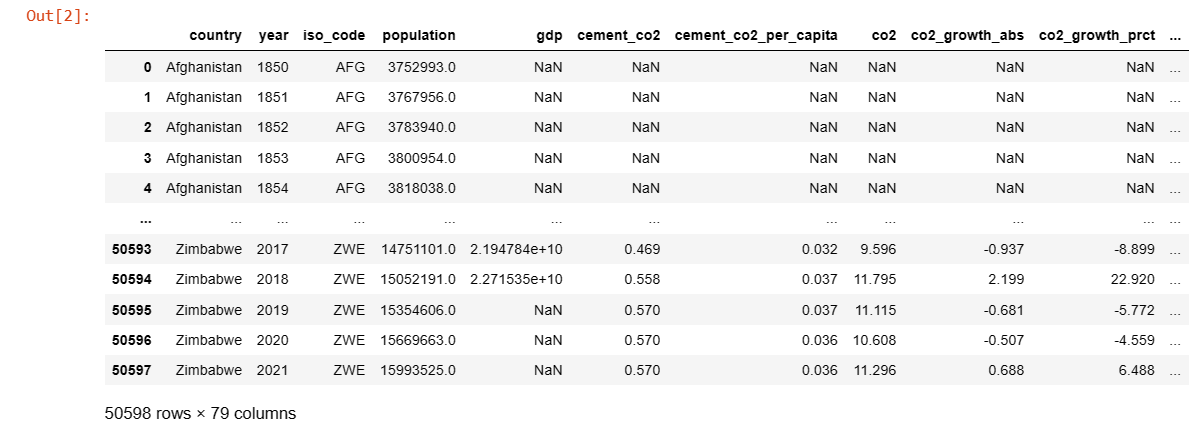 Out[2]:
country year iso_code population gdp cement_co2 cement_co2_per_capita co2 co2_growth_abs co2_growth_prct ...
0 Afghanistan 1850 AFG 3752993.0 NaN NaN NaN NaN NaN NaN ...
1 Afghanistan 1851 AFG 3767956.0 NaN NaN NaN NaN NaN NaN ...
2 Afghanistan 1852 AFG 3783940.0 NaN NaN NaN NaN NaN NaN ...
3 Afghanistan 1853 AFG 3800954.0 NaN NaN NaN NaN NaN NaN ...
4 Afghanistan 1854 AFG 3818038.0 NaN NaN NaN NaN NaN NaN ...
... ... ... ... ... ... ... ... ... ... ... ...
50593 Zimbabwe 2017 ZWE 14751101.0 2.194784e+10 0.469 0.032 9.596 -0.937 -8.899 ...
50594 Zimbabwe 2018 ZWE 15052191.0 2.271535e+10 0.558 0.037 11.795 2.199 22.920 ...
50595 Zimbabwe 2019 ZWE 15354606.0 NaN 0.570 0.037 11.115 -0.681 -5.772 ...
50596 Zimbabwe 2020 ZWE 15669663.0 NaN 0.570 0.036 10.608 -0.507 -4.559 ...
50597 Zimbabwe 2021 ZWE 15993525.0 NaN 0.570 0.036 11.296 0.688 6.488 ...
50598 rows × 79 columns